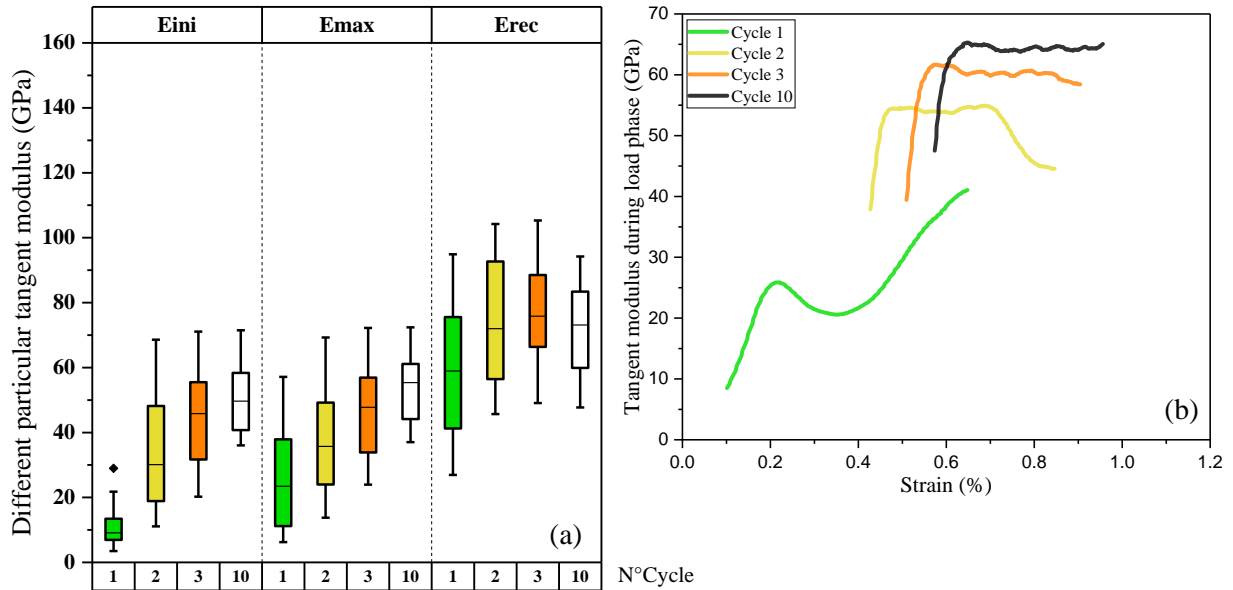 Eini Emax Erec
Different particular tangent modulus (GPa)
160
140
120
100
80
60
40
20
0
(a)
1 2 3 10 1 2 3 10 1 2 3 10
N°Cycle
Tangent modulus during load phase (GPa)
70
60
50
40
30
20
10
0
Cycle 1
Cycle 2
Cycle 3
Cycle 10
(b)
0.0 0.2 0.4 0.6 0.8 1.0 1.2
Strain (%)